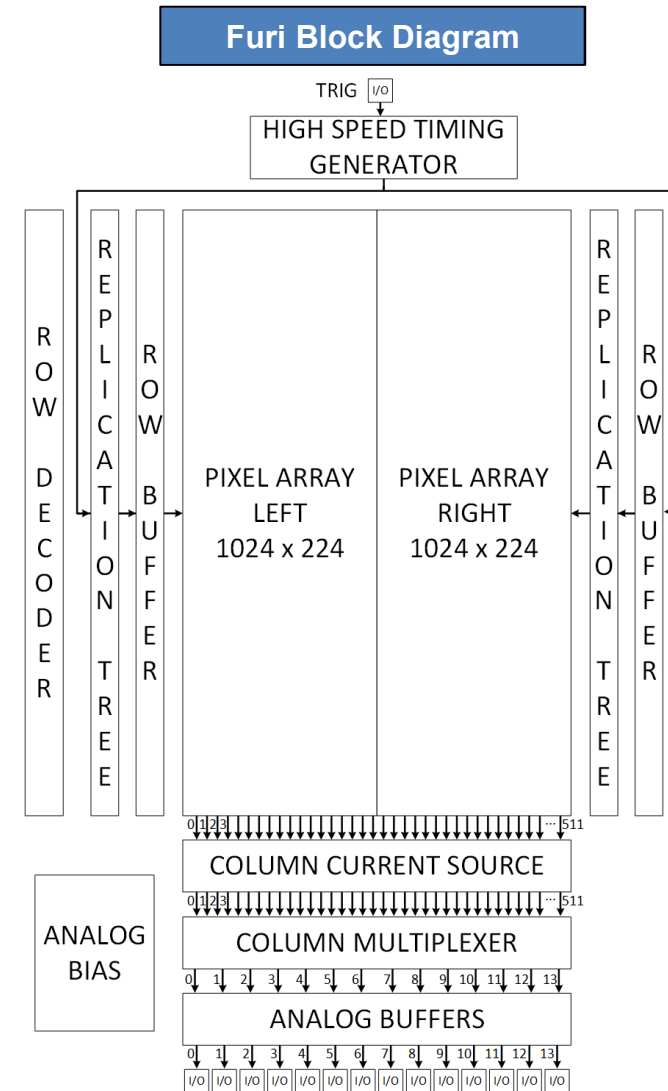 Furi Block Diagram
TRIG I/O
HIGH SPEED TIMING
GENERATOR
ROW DECODER
REPLICATION TREE
ROW BUFFER
PIXEL ARRAY
LEFT
1024 x 224
PIXEL ARRAY
RIGHT
1024 x 224
REPLICATION TREE
ROW BUFFER
0 1 2 3 ... 511
COLUMN CURRENT SOURCE
0 1 2 3 ... 511
ANALOG
BIAS
COLUMN MULTIPLEXER
0 1 2 3 4 5 6 7 8 9 10 11 12 13
ANALOG BUFFERS
0 1 2 3 4 5 6 7 8 9 10 11 12 13
I/O I/O I/O I/O I/O I/O I/O I/O I/O I/O I/O I/O I/O I/O